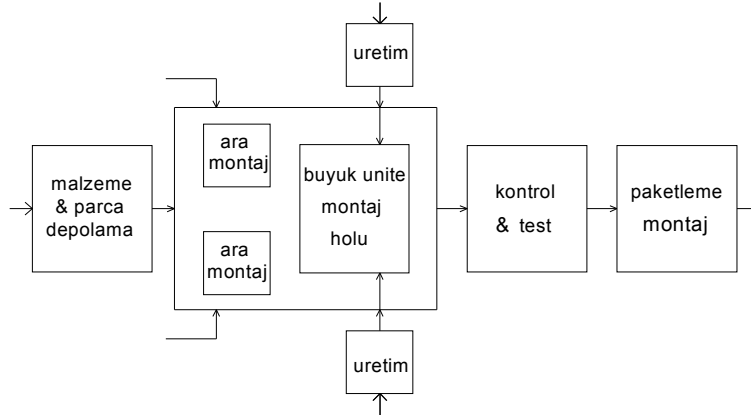 uretim
ara
montaj
malzeme
& parca
depolama
ara
montaj
buyuk unite
montaj
holu
kontrol
& test
paketleme
montaj
uretim